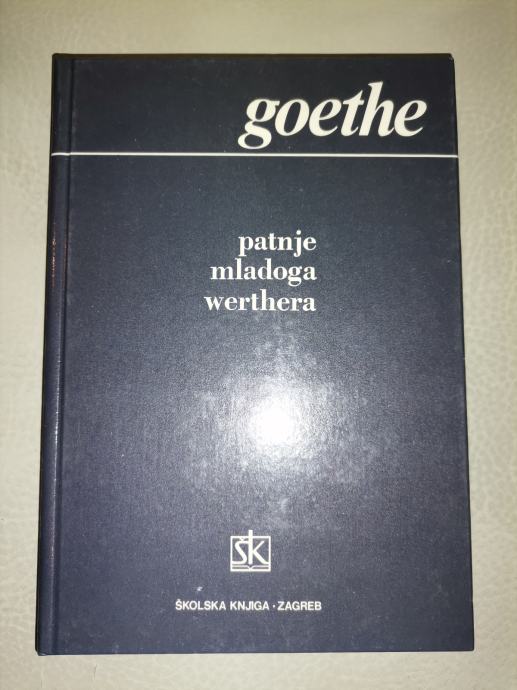 goethe
patnje
mladoga
werthera
ŠK
ŠKOLSKA KNJIGA · ZAGREB